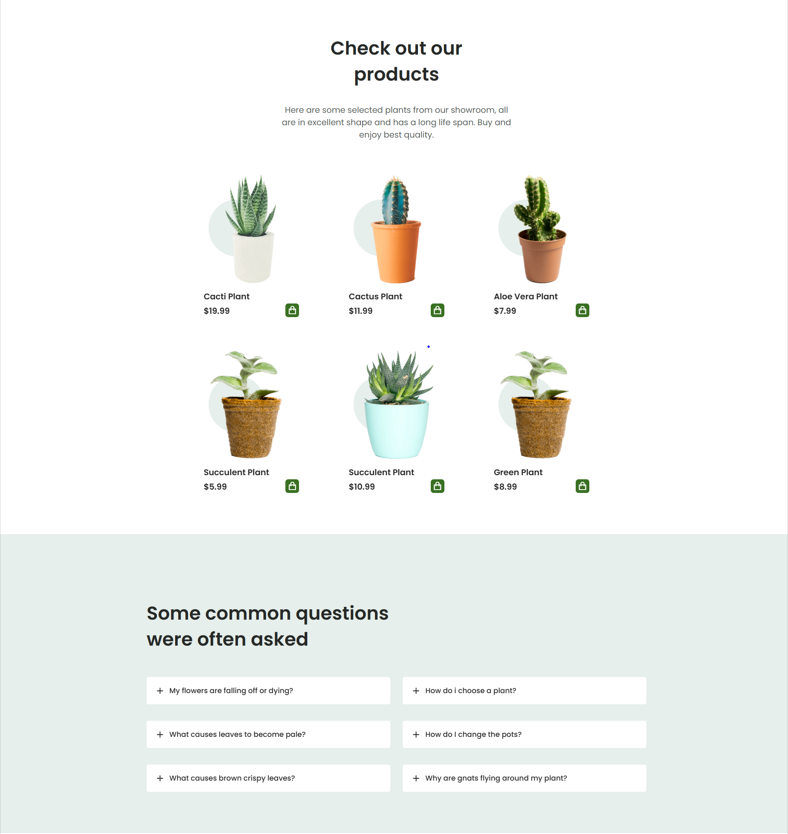 Check out our
products
Here are some selected plants from our showroom, all
are in excellent shape and has a long life span. Buy and
enjoy best quality.
Cacti Plant
$19.99
Cactus Plant
$11.99
Aloe Vera Plant
$7.99
Succulent Plant
$5.99
Succulent Plant
$10.99
Green Plant
$8.99
Some common questions
were often asked
My flowers are falling off or dying?
How do i choose a plant?
What causes leaves to become pale?
How do I change the pots?
What causes brown crispy leaves?
Why are gnats flying around my plant?